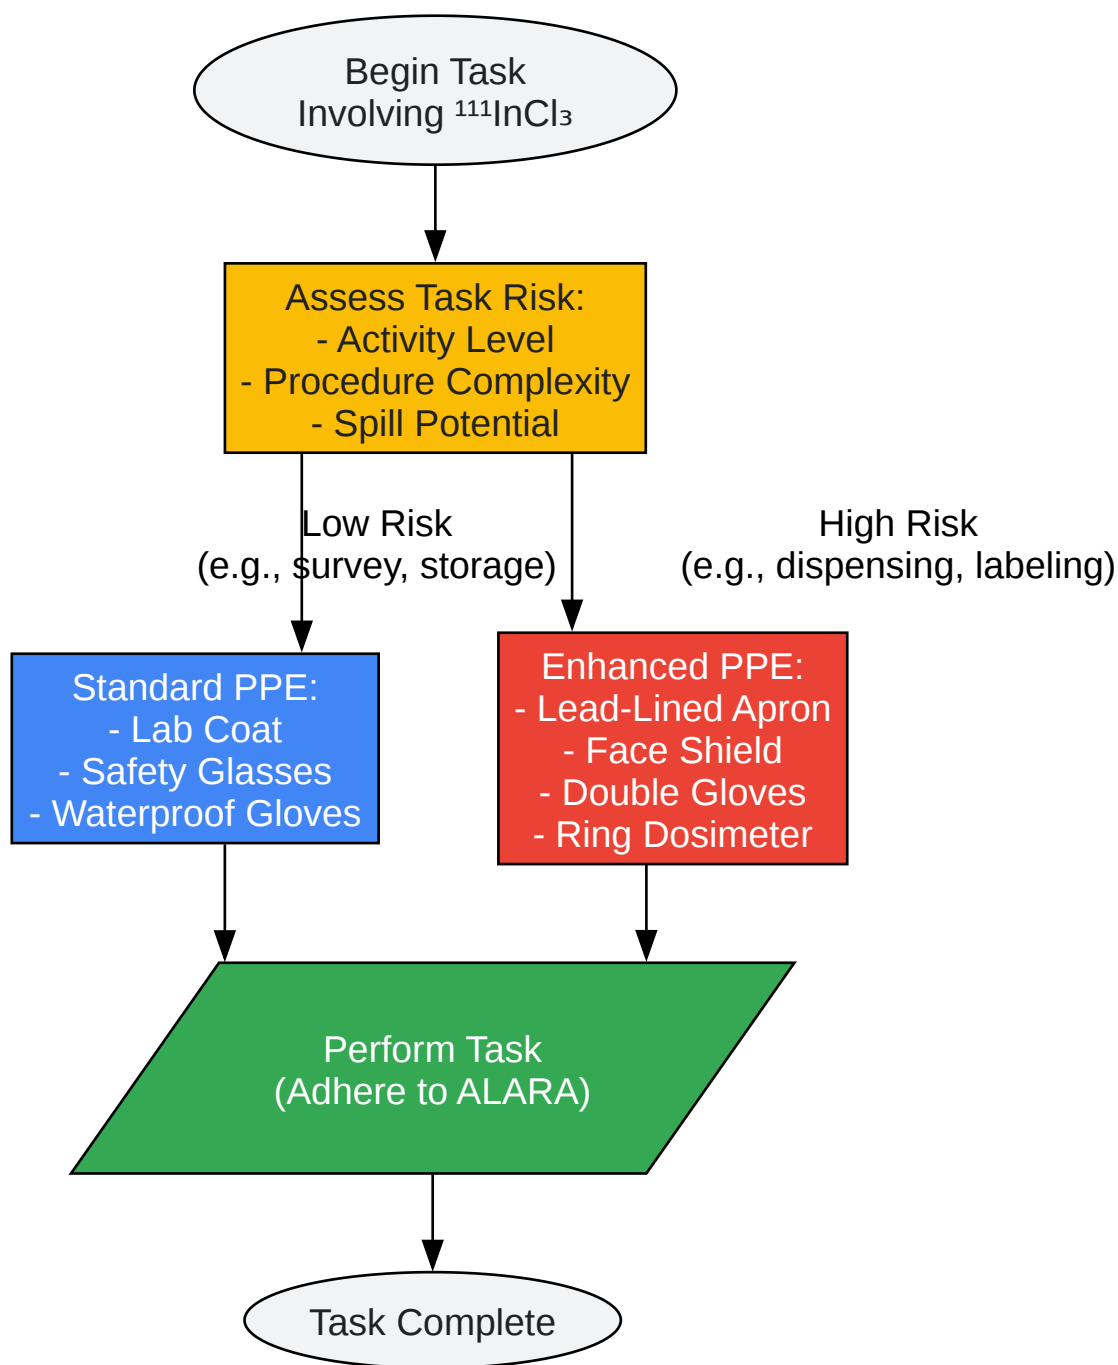 Begin Task
Involving ¹¹¹InCl₃
Assess Task Risk:
- Activity Level
- Procedure Complexity
- Spill Potential
Low Risk
(e.g., survey, storage)
High Risk
(e.g., dispensing, labeling)
Standard PPE:
- Lab Coat
- Safety Glasses
- Waterproof Gloves
Enhanced PPE:
- Lead-Lined Apron
- Face Shield
- Double Gloves
- Ring Dosimeter
Perform Task
(Adhere to ALARA)
Task Complete